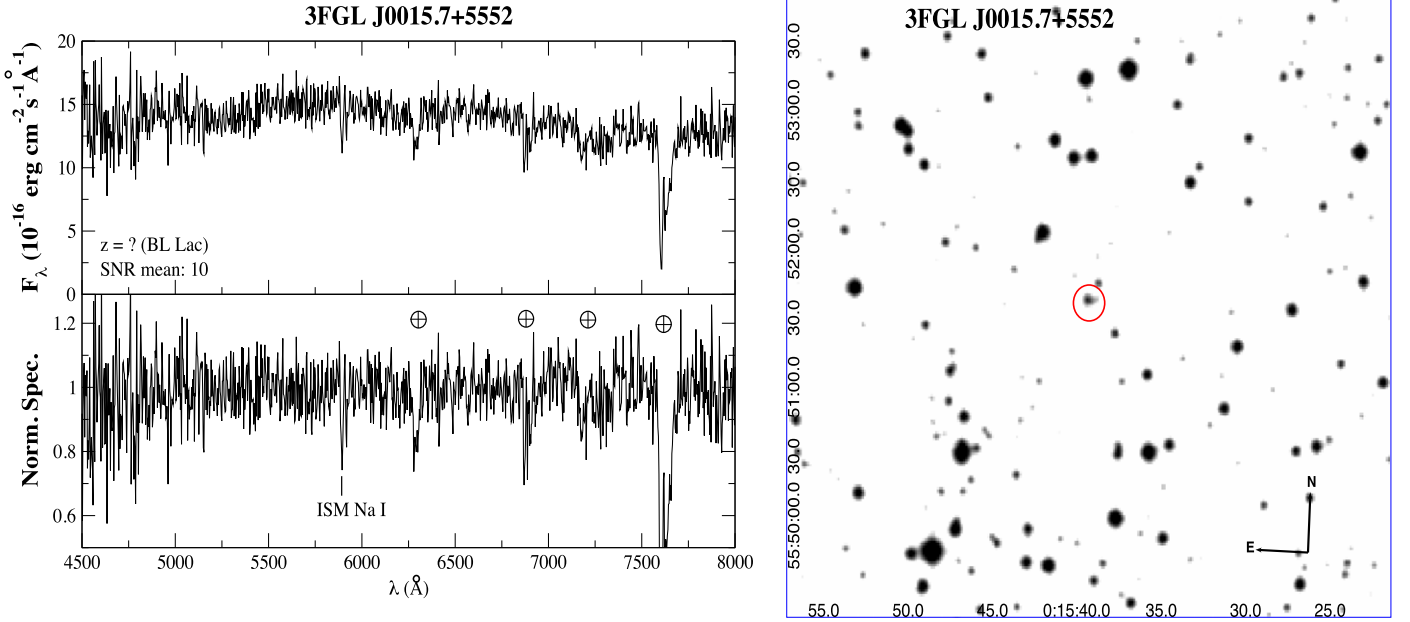 3FGL J0015.7+5552
F_λ (10^-16 erg cm^-2 s^-1 Å^-1)
20
15
10
5
0
z = ? (BL Lac)
SNR mean: 10
Norm. Spec.
1.2
1
0.8
0.6
ISM Na I
4500 5000 5500 6000 6500 7000 7500 8000
λ (Å)
3FGL J0015.7+5552
30.0
53:00.0
30.0
52:00.0
30.0
51:00.0
30.0
55:50:00.0
N
E
55.0 50.0 45.0 0:15:40.0 35.0 30.0 25.0